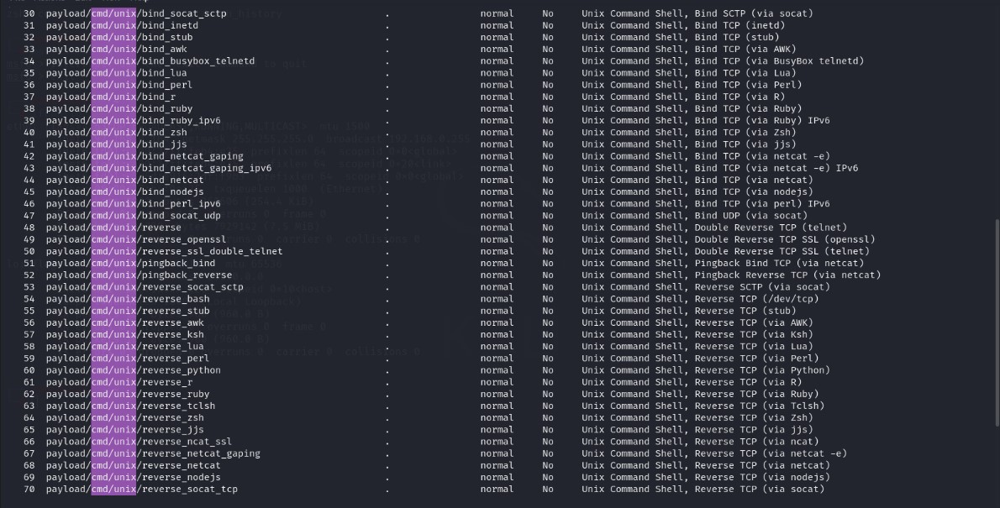 30 payload/cmd/unix/bind_socat_sctp . normal No Unix Command Shell, Bind SCTP (via socat)
31 payload/cmd/unix/bind_inetd . normal No Unix Command Shell, Bind TCP (inetd)
32 payload/cmd/unix/bind_stub . normal No Unix Command Shell, Bind TCP (stub)
33 payload/cmd/unix/bind_awk . normal No Unix Command Shell, Bind TCP (via AWK)
34 payload/cmd/unix/bind_busybox_telnetd . normal No Unix Command Shell, Bind TCP (via BusyBox telnetd)
35 payload/cmd/unix/bind_lua . normal No Unix Command Shell, Bind TCP (via Lua)
36 payload/cmd/unix/bind_perl . normal No Unix Command Shell, Bind TCP (via Perl)
37 payload/cmd/unix/bind_r . normal No Unix Command Shell, Bind TCP (via R)
38 payload/cmd/unix/bind_ruby . normal No Unix Command Shell, Bind TCP (via Ruby)
39 payload/cmd/unix/bind_ruby_ipv6 . normal No Unix Command Shell, Bind TCP (via Ruby) IPv6
40 payload/cmd/unix/bind_zsh . normal No Unix Command Shell, Bind TCP (via Zsh)
41 payload/cmd/unix/bind_jjs . normal No Unix Command Shell, Bind TCP (via jjs)
42 payload/cmd/unix/bind_netcat_gaping . normal No Unix Command Shell, Bind TCP (via netcat -e)
43 payload/cmd/unix/bind_netcat_gaping_ipv6 . normal No Unix Command Shell, Bind TCP (via netcat -e) IPv6
44 payload/cmd/unix/bind_netcat . normal No Unix Command Shell, Bind TCP (via netcat)
45 payload/cmd/unix/bind_nodejs . normal No Unix Command Shell, Bind TCP (via nodejs)
46 payload/cmd/unix/bind_perl_ipv6 . normal No Unix Command Shell, Bind TCP (via perl) IPv6
47 payload/cmd/unix/bind_socat_udp . normal No Unix Command Shell, Bind UDP (via socat)
48 payload/cmd/unix/reverse . normal No Unix Command Shell, Double Reverse TCP (telnet)
49 payload/cmd/unix/reverse_openssl . normal No Unix Command Shell, Double Reverse TCP SSL (openssl)
50 payload/cmd/unix/reverse_ssl_double_telnet . normal No Unix Command Shell, Double Reverse TCP SSL (telnet)
51 payload/cmd/unix/pingback_bind . normal No Unix Command Shell, Pingback Bind TCP (via netcat)
52 payload/cmd/unix/pingback_reverse . normal No Unix Command Shell, Pingback Reverse TCP (via netcat)
53 payload/cmd/unix/reverse_socat_sctp . normal No Unix Command Shell, Reverse SCTP (via socat)
54 payload/cmd/unix/reverse_bash . normal No Unix Command Shell, Reverse TCP (/dev/tcp)
55 payload/cmd/unix/reverse_stub . normal No Unix Command Shell, Reverse TCP (stub)
56 payload/cmd/unix/reverse_awk . normal No Unix Command Shell, Reverse TCP (via AWK)
57 payload/cmd/unix/reverse_ksh . normal No Unix Command Shell, Reverse TCP (via Ksh)
58 payload/cmd/unix/reverse_lua . normal No Unix Command Shell, Reverse TCP (via Lua)
59 payload/cmd/unix/reverse_perl . normal No Unix Command Shell, Reverse TCP (via Perl)
60 payload/cmd/unix/reverse_python . normal No Unix Command Shell, Reverse TCP (via Python)
61 payload/cmd/unix/reverse_r . normal No Unix Command Shell, Reverse TCP (via R)
62 payload/cmd/unix/reverse_ruby . normal No Unix Command Shell, Reverse TCP (via Ruby)
63 payload/cmd/unix/reverse_tclsh . normal No Unix Command Shell, Reverse TCP (via Tclsh)
64 payload/cmd/unix/reverse_zsh . normal No Unix Command Shell, Reverse TCP (via Zsh)
65 payload/cmd/unix/reverse_jjs . normal No Unix Command Shell, Reverse TCP (via jjs)
66 payload/cmd/unix/reverse_ncat_ssl . normal No Unix Command Shell, Reverse TCP (via ncat)
67 payload/cmd/unix/reverse_netcat_gaping . normal No Unix Command Shell, Reverse TCP (via netcat -e)
68 payload/cmd/unix/reverse_netcat . normal No Unix Command Shell, Reverse TCP (via netcat)
69 payload/cmd/unix/reverse_nodejs . normal No Unix Command Shell, Reverse TCP (via nodejs)
70 payload/cmd/unix/reverse_socat_tcp . normal No Unix Command Shell, Reverse TCP (via socat)